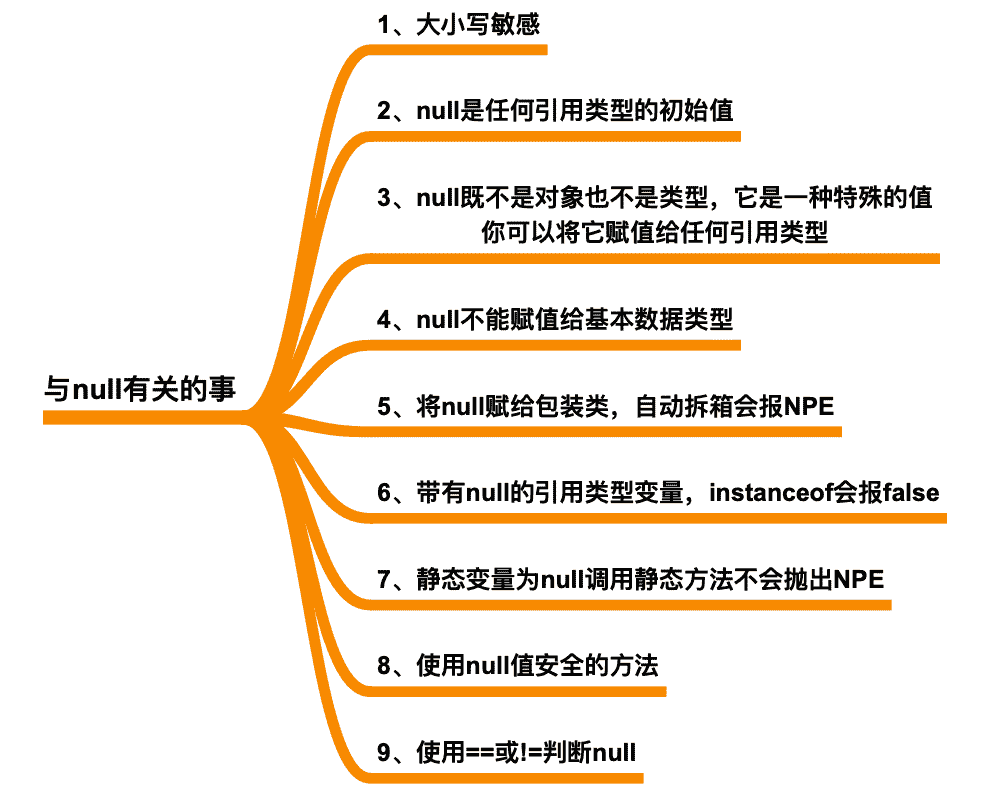 1、大小写敏感
2、null是任何引用类型的初始值
3、null既不是对象也不是类型，它是一种特殊的值
你可以将它赋值给任何引用类型
4、null不能赋值给基本数据类型
与null有关的事
5、将null赋给包装类，自动拆箱会报NPE
6、带有null的引用类型变量，instanceof会报false
7、静态变量为null调用静态方法不会抛出NPE
8、使用null值安全的方法
9、使用==或!=判断null